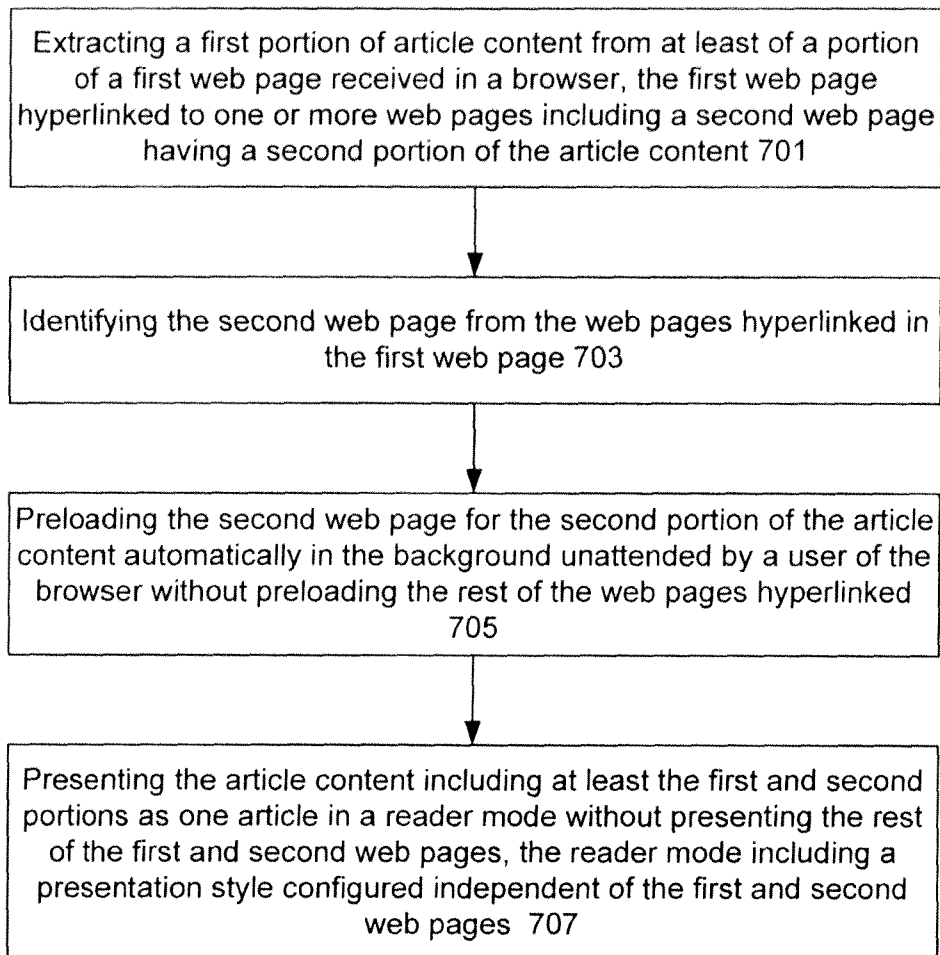 Extracting a first portion of article content from at least of a portion
of a first web page received in a browser, the first web page
hyperlinked to one or more web pages including a second web page
having a second portion of the article content 701
Identifying the second web page from the web pages hyperlinked in
the first web page 703
Preloading the second web page for the second portion of the article
content automatically in the background unattended by a user of the
browser without preloading the rest of the web pages hyperlinked
705
Presenting the article content including at least the first and second
portions as one article in a reader mode without presenting the rest
of the first and second web pages, the reader mode including a
presentation style configured independent of the first and second
web pages 707